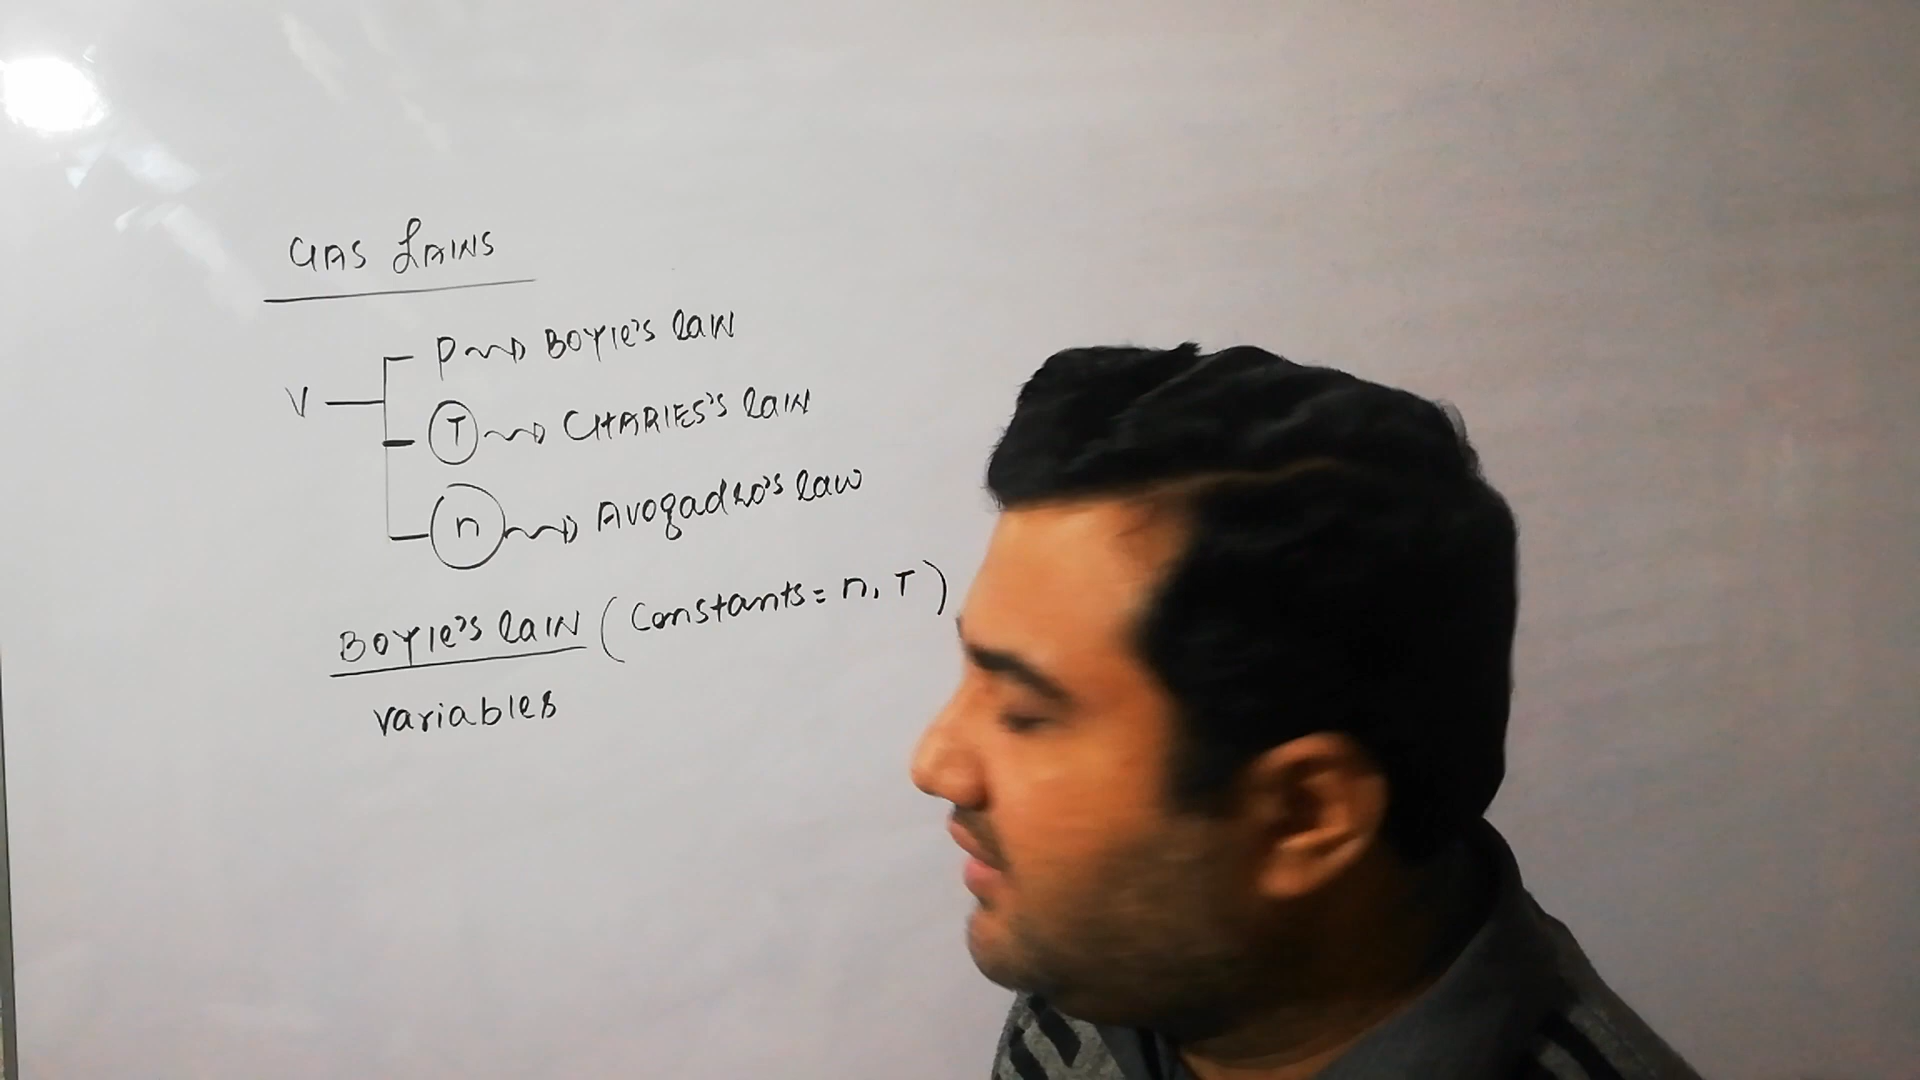 GAS LAWS
P → BOYle's law
V
T → CHARlES's law
n → Avogadro's law
BOYle's law (Constants = n, T)
variables